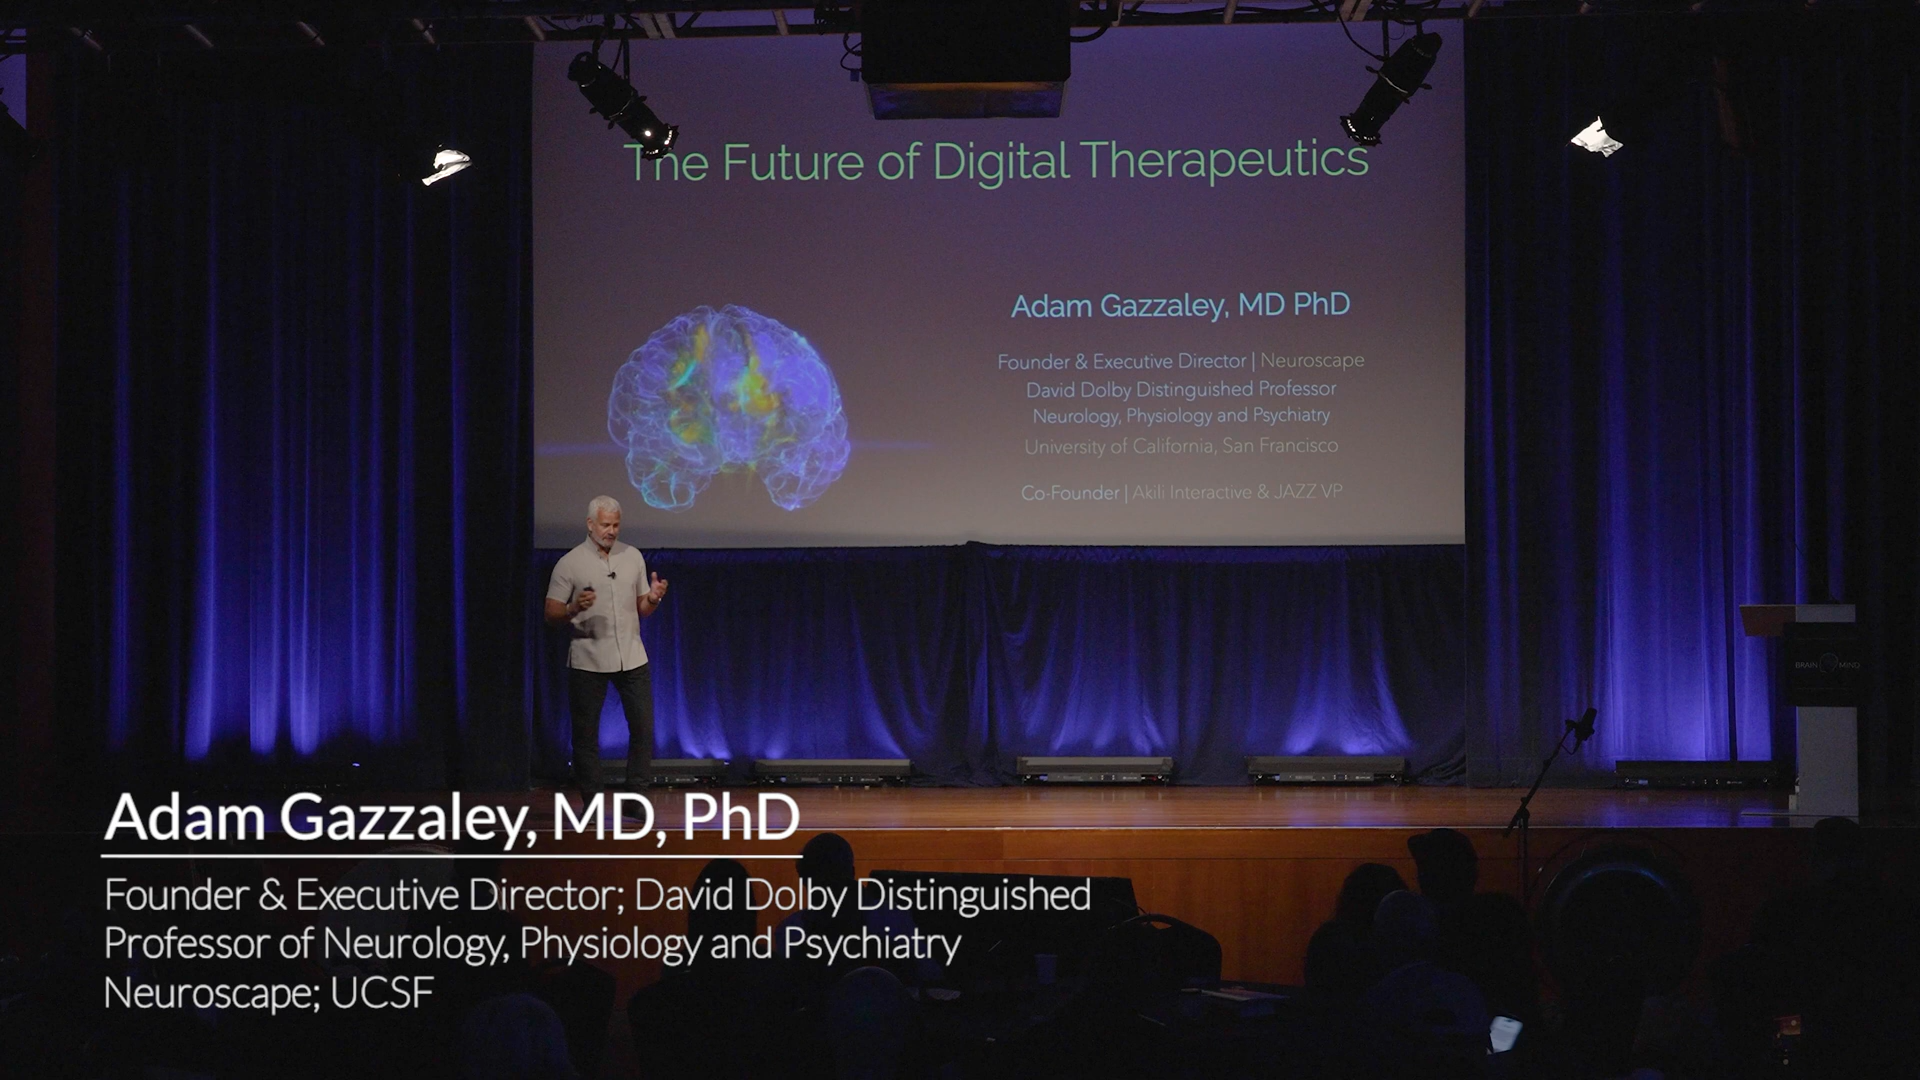 The Future of Digital Therapeutics
Adam Gazzaley, MD PhD
Founder & Executive Director | Neuroscape
David Dolby Distinguished Professor
Neurology, Physiology and Psychiatry
University of California, San Francisco
Co-Founder | Akili Interactive & JAZZ VP
BRAIN MIND
Adam Gazzaley, MD, PhD
Founder & Executive Director; David Dolby Distinguished
Professor of Neurology, Physiology and Psychiatry
Neuroscape; UCSF